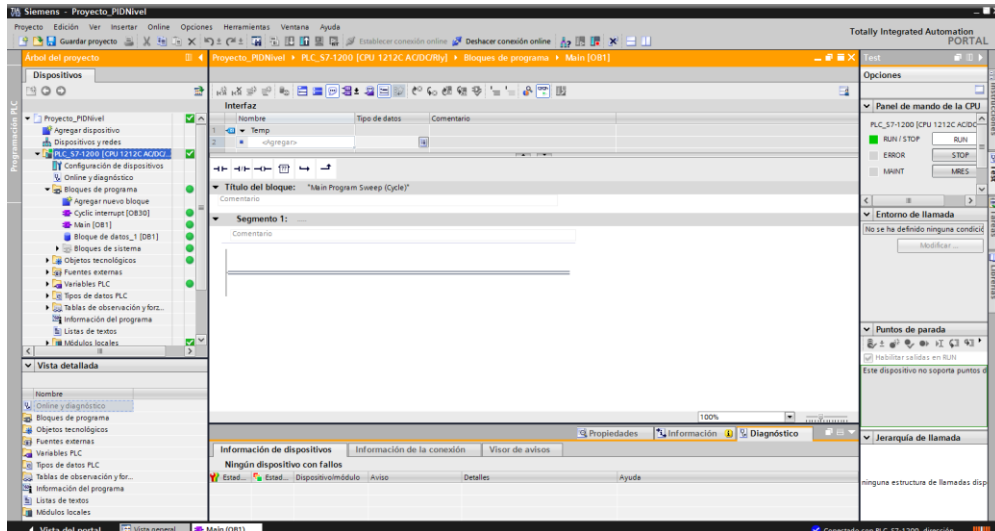 Siemens - Proyecto_PIDNivel
Proyecto Edición Ver Insertar Online Opciones Herramientas Ventana Ayuda
Guardar proyecto Establecer conexión online Deshacer conexión online
Totally Integrated Automation
PORTAL
Árbol del proyecto
Proyecto_PIDNivel PLC_S7-1200 [CPU 1212C AC/DC/Rly] Bloques de programa Main [OB1]
Test
Dispositivos
Opciones
Programación PLC
Proyecto_PIDNivel
Agregar dispositivo
Dispositivos y redes
PLC_S7-1200 [CPU 1212C AC/DC/...
Configuración de dispositivos
Online y diagnóstico
Bloques de programa
Agregar nuevo bloque
Cyclic interrupt [OB30]
Main [OB1]
Bloque de datos_1 [DB1]
Bloques de sistema
Objetos tecnológicos
Fuentes externas
Variables PLC
Tipos de datos PLC
Tablas de observación y forz...
Información del programa
Listas de textos
Módulos locales
Vista detallada
Nombre
Online y diagnóstico
Bloques de programa
Objetos tecnológicos
Fuentes externas
Variables PLC
Tipos de datos PLC
Tablas de observación y for...
Información del programa
Listas de textos
Módulos locales
Interfaz
Nombre Tipo de datos Comentario
1 Temp
2 <Agregar>
Título del bloque: "Main Program Sweep (Cycle)"
Comentario
Segmento 1: ....
Comentario
100%
Propiedades Información Diagnóstico
Información de dispositivos Información de la conexión Visor de avisos
Ningún dispositivo con fallos
Estad... Estad... Dispositivo/módulo Aviso Detalles Ayuda
Panel de mando de la CPU
PLC_S7-1200 [CPU 1212C AC/DC
RUN / STOP RUN
ERROR STOP
MAINT MRES
Entorno de llamada
No se ha definido ninguna condició
Modificar ...
Puntos de parada
Habilitar salidas en RUN
Este dispositivo no soporta puntos d
Jerarquía de llamada
ninguna estructura de llamadas disp
Test
Tareas
Librerías
Vista del portal Vista general Main (OB1)
Conectado con PLC_S7-1200, dirección